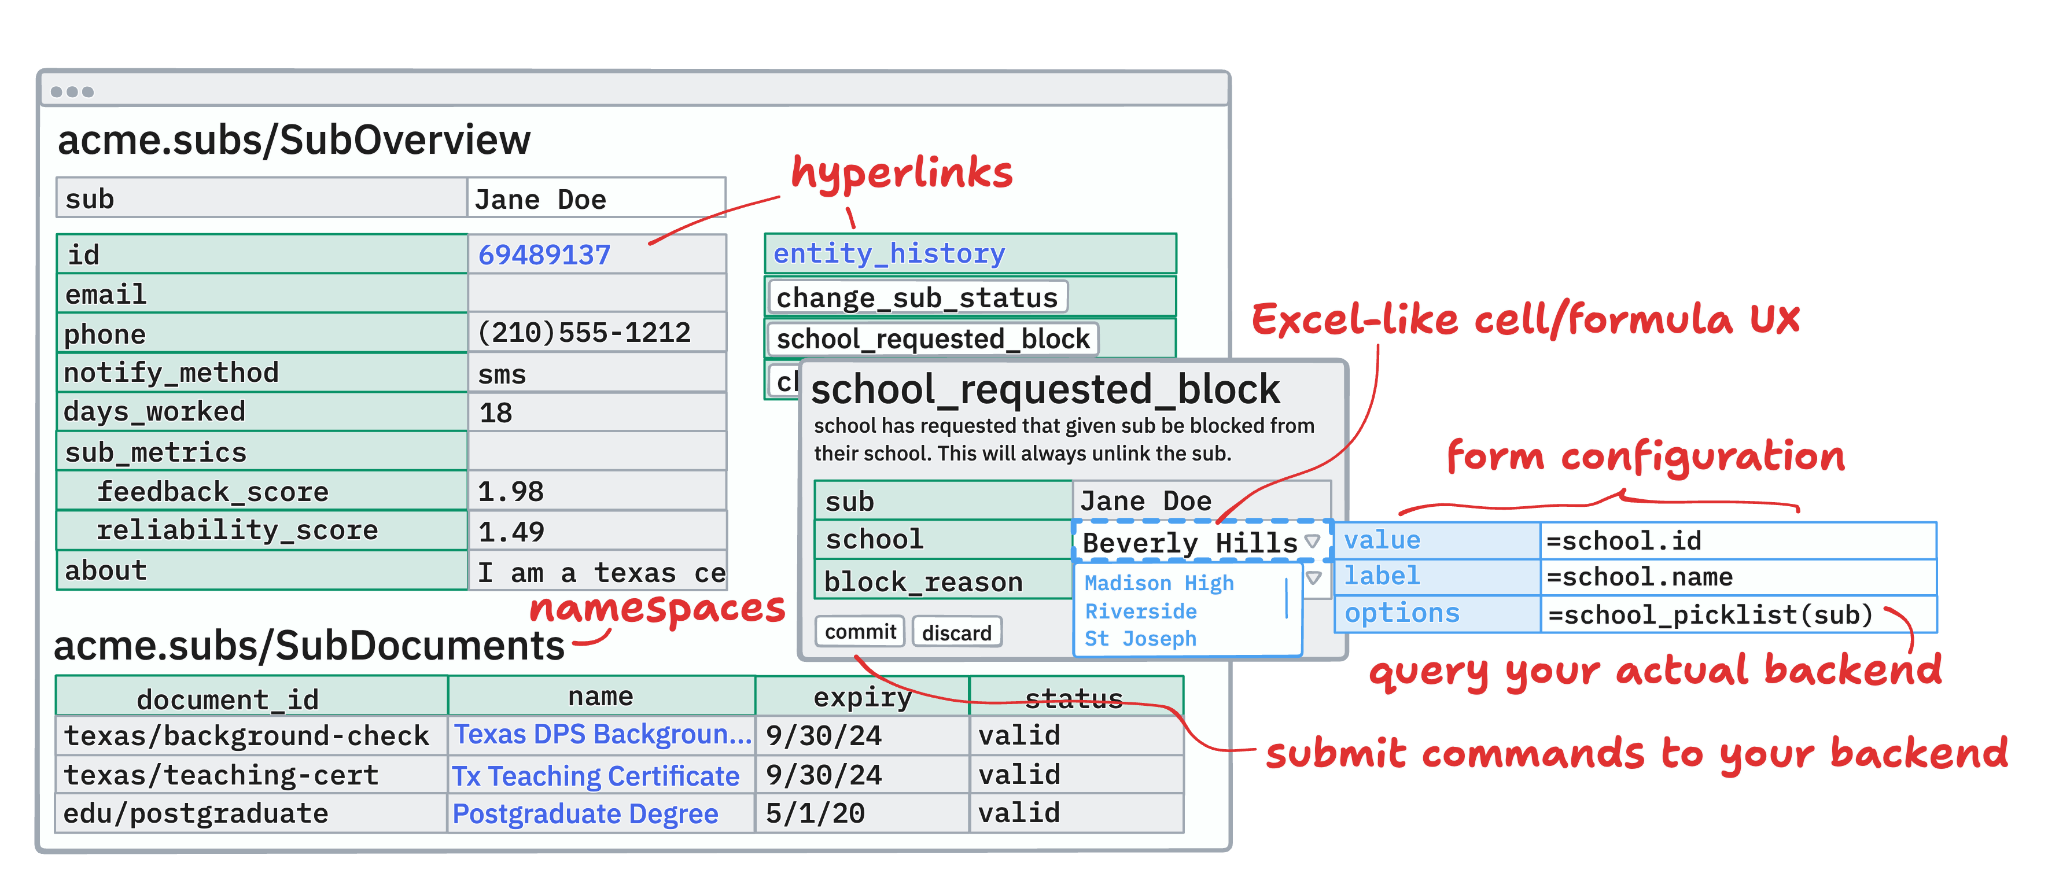 acme.subs/SubOverview
hyperlinks
sub Jane Doe
id 69489137
email
phone (210)555-1212
notify_method sms
days_worked 18
sub_metrics
feedback_score 1.98
reliability_score 1.49
about I am a texas ce
entity_history
change_sub_status
school_requested_block
Excel-like cell/formula UX
school_requested_block
school has requested that given sub be blocked from
their school. This will always unlink the sub.
sub Jane Doe
school Beverly Hills
block_reason
Madison High
Riverside
St Joseph
commit discard
form configuration
value =school.id
label =school.name
options =school_picklist(sub)
query your actual backend
submit commands to your backend
namespaces
acme.subs/SubDocuments
document_id name expiry status
texas/background-check Texas DPS Backgroun... 9/30/24 valid
texas/teaching-cert Tx Teaching Certificate 9/30/24 valid
edu/postgraduate Postgraduate Degree 5/1/20 valid